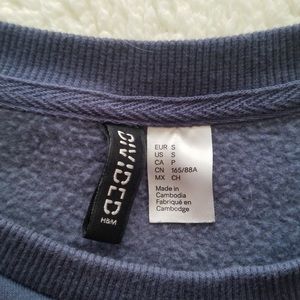 DIVIDED
H&M
EUR S
US S
CA P
CN 165/88A
MX CH
Made in
Cambodia
Fabriqué en
Cambodge